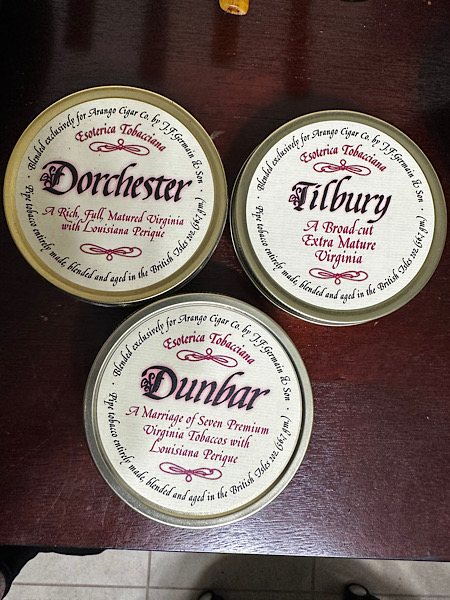 Blended exclusively for Arango Cigar Co. by J.F. Germain & Son
Esoterica Tobacciana
Dorchester
A Rich, Full, Matured Virginia
with Louisiana Perique
Pipe tobacco entirely made, blended and aged in the British Isles 2oz. (56.7 gm.)
Blended exclusively for Arango Cigar Co. by J.F. Germain & Son
Esoterica Tobacciana
Tilbury
A Broad cut
Extra Mature
Virginia
Pipe tobacco entirely made, blended and aged in the British Isles 2oz. (56.7 gm.)
Blended exclusively for Arango Cigar Co. by J.F. Germain & Son
Esoterica Tobacciana
Dunbar
A Marriage of Seven Premium
Virginia Tobaccos with
Louisiana Perique
Pipe tobacco entirely made, blended and aged in the British Isles 2oz. (56.7 gm.)